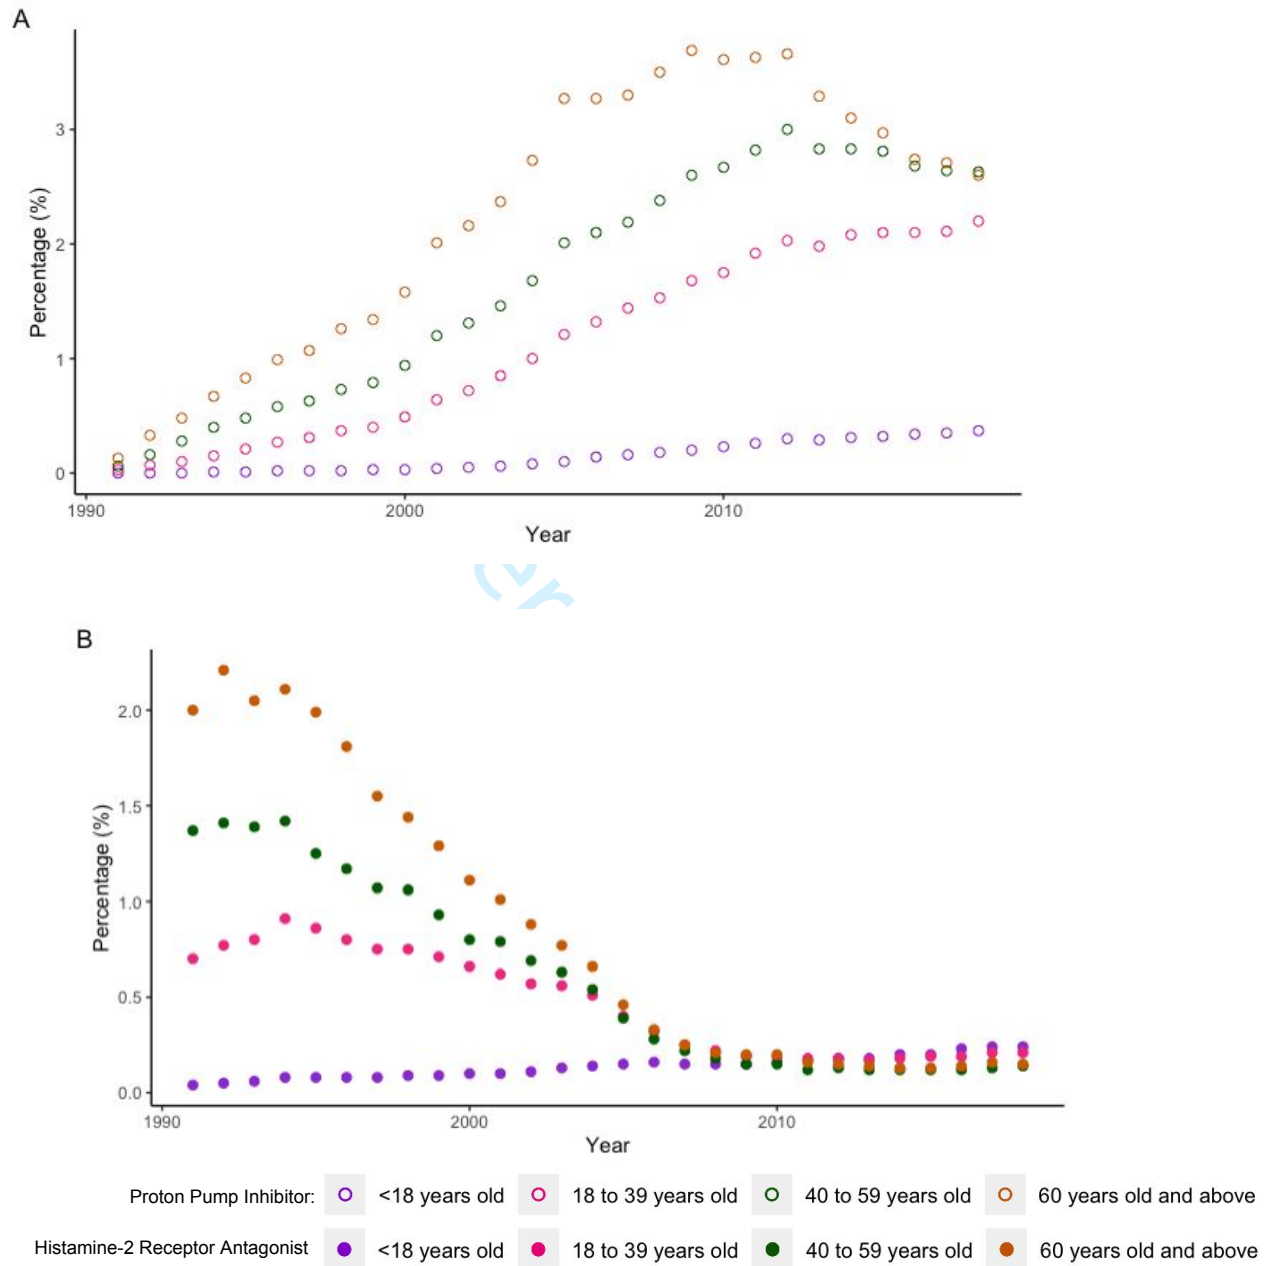 A
Percentage (%)
3
2
1
0
1990 2000 2010
Year
B
Percentage (%)
2.0
1.5
1.0
0.5
0.0
1990 2000 2010
Year
Proton Pump Inhibitor: <18 years old 18 to 39 years old 40 to 59 years old 60 years old and above
Histamine-2 Receptor Antagonist <18 years old 18 to 39 years old 40 to 59 years old 60 years old and above